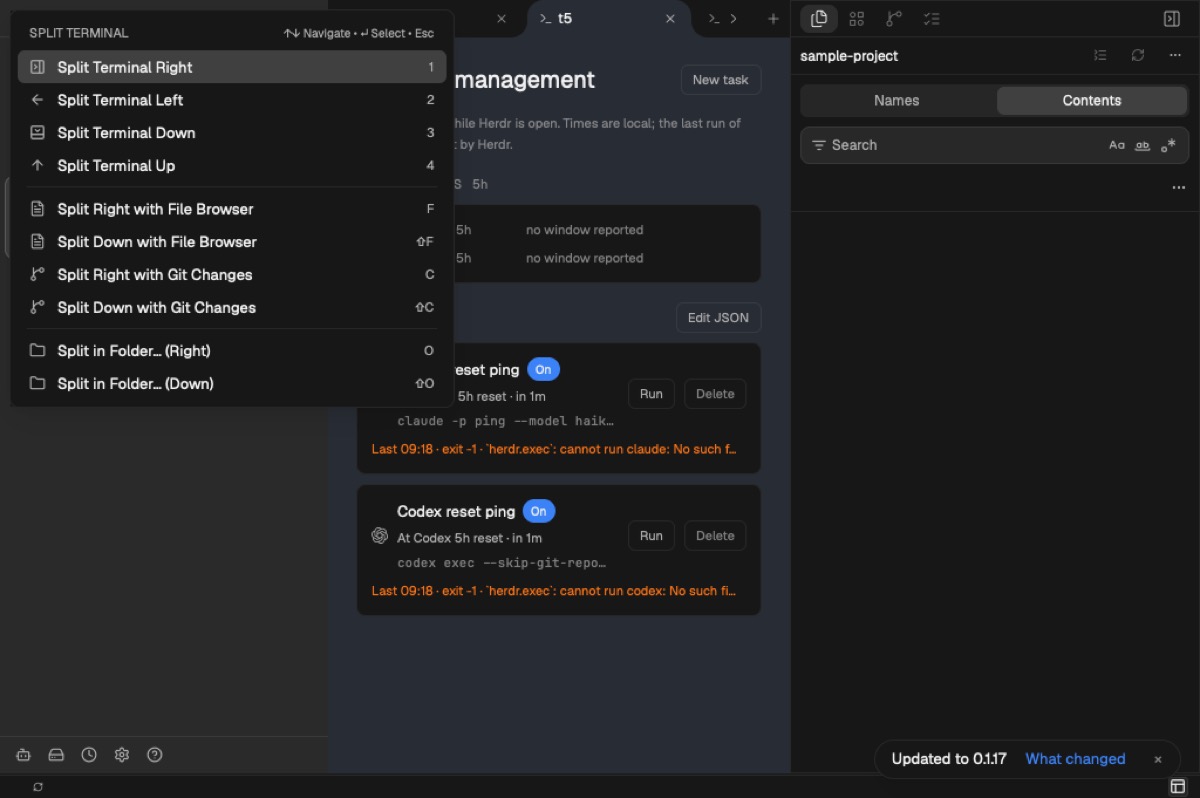 SPLIT TERMINAL
↑↓ Navigate • ↵ Select • Esc
Split Terminal Right 1
Split Terminal Left 2
Split Terminal Down 3
Split Terminal Up 4
Split Right with File Browser F
Split Down with File Browser ⇧F
Split Right with Git Changes C
Split Down with Git Changes ⇧C
Split in Folder... (Right) O
Split in Folder... (Down) ⇧O
t5
management
New task
hile Herdr is open. Times are local; the last run of
t by Herdr.
S 5h
5h no window reported
5h no window reported
Edit JSON
eset ping On
5h reset · in 1m
Run Delete
claude -p ping --model haik…
Last 09:18 · exit -1 · `herdr.exec`: cannot run claude: No such f…
Codex reset ping On
At Codex 5h reset · in 1m
Run Delete
codex exec --skip-git-repo…
Last 09:18 · exit -1 · `herdr.exec`: cannot run codex: No such fi…
sample-project
Names Contents
Search Aa ab .*
Updated to 0.1.17 What changed ×